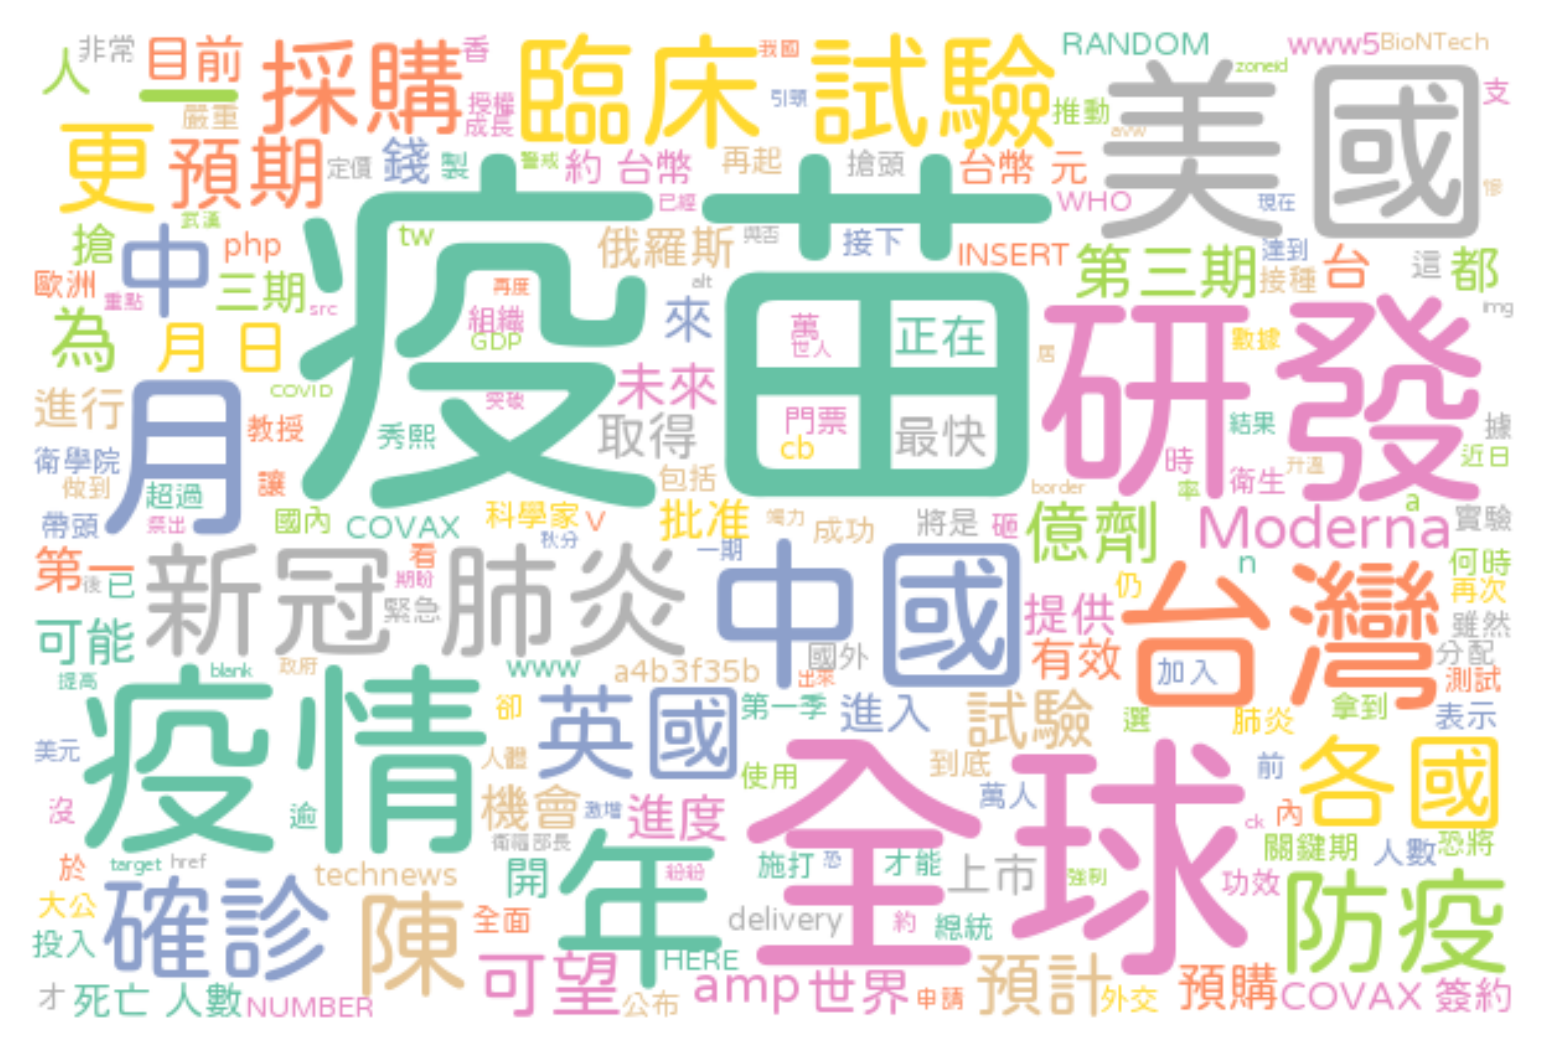 人 非常 目前 採購 香 臨床 試驗 我國 RANDOM www5 BioNTech
一 嚴重 授權 引頸 推動 zoneid 美國 支
更 預期 成長 avw
定價 錢 製 警戒 約 台幣 再起 搶頭 台幣 元
武漢 疫苗 已經 WHO 現在
搶 中 php tw 俄羅斯 與否 接下 INSERT 第三期 達到 台 這 都
歐洲 重點 三期 src 再度 alt 接種
為 月 日 組織 來 萬 正在 研發 數據 img
GDP 世人 居
進行 月 COVID 突破 未來
教授 秀熙 取得 門票 最快 結果 據
衛學院 cb 時 衛生 升溫 近日
做到 超過 讓 包括 border 率 a
帶頭 祭出 國內 COVAX 科學家 V 批准 竭力 成功 將是 砸 億劑 Moderna 實驗
第一 後 已 新冠 肺炎 看 秋分 一期 中國 n 何時
期盼 緊急 提供 仍 台灣 再次
可能 國外 雖然
提高 blank 政府 www a4b3f35b 出來 有效 加入 分配 測試
疫情 卻 英國 第一季 進入 試驗 選 肺炎 拿到 表示
美元 人體 使用 到底 前 各國
沒 逾 機會 激增 進度 全球 萬人 ck 內
衛福部長 關鍵期 人數 恐將
於 target href technews 開 年 紛紛 施打 恐 才能 上市 強制 功效 防疫
大公 確診 陳 全面 delivery 約 總統
投入 HERE
才 死亡 人數 NUMBER 可望 公布 amp 世界 申請 預計 外交 預購 COVAX 簽約